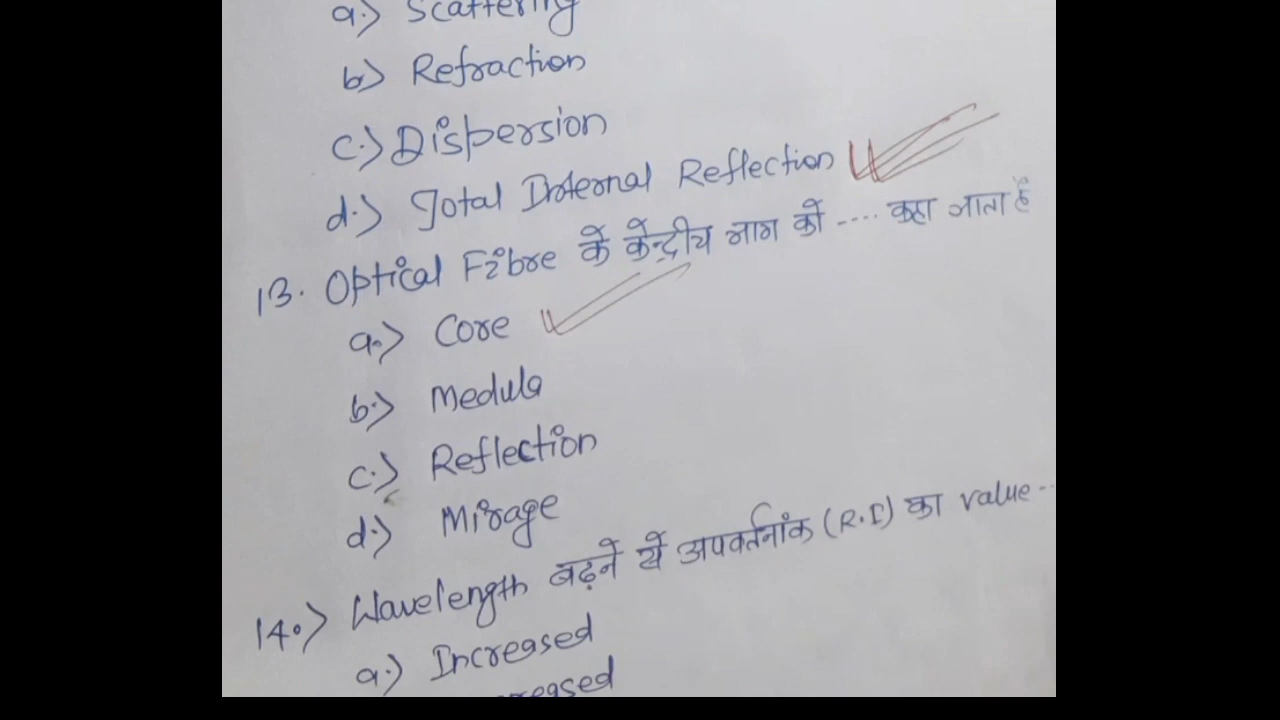 a.) Scattering
b.) Refraction
c.) Dispersion
d.) Total Internal Reflection
13. Optical Fibre के केन्द्रीय भाग को .... कहा जाता है
a.) Core
b.) Medula
c.) Reflection
d.) Mirage
14.) Wavelength बढ़ने से अपवर्तनांक (R.I) का value ..
a.) Increased